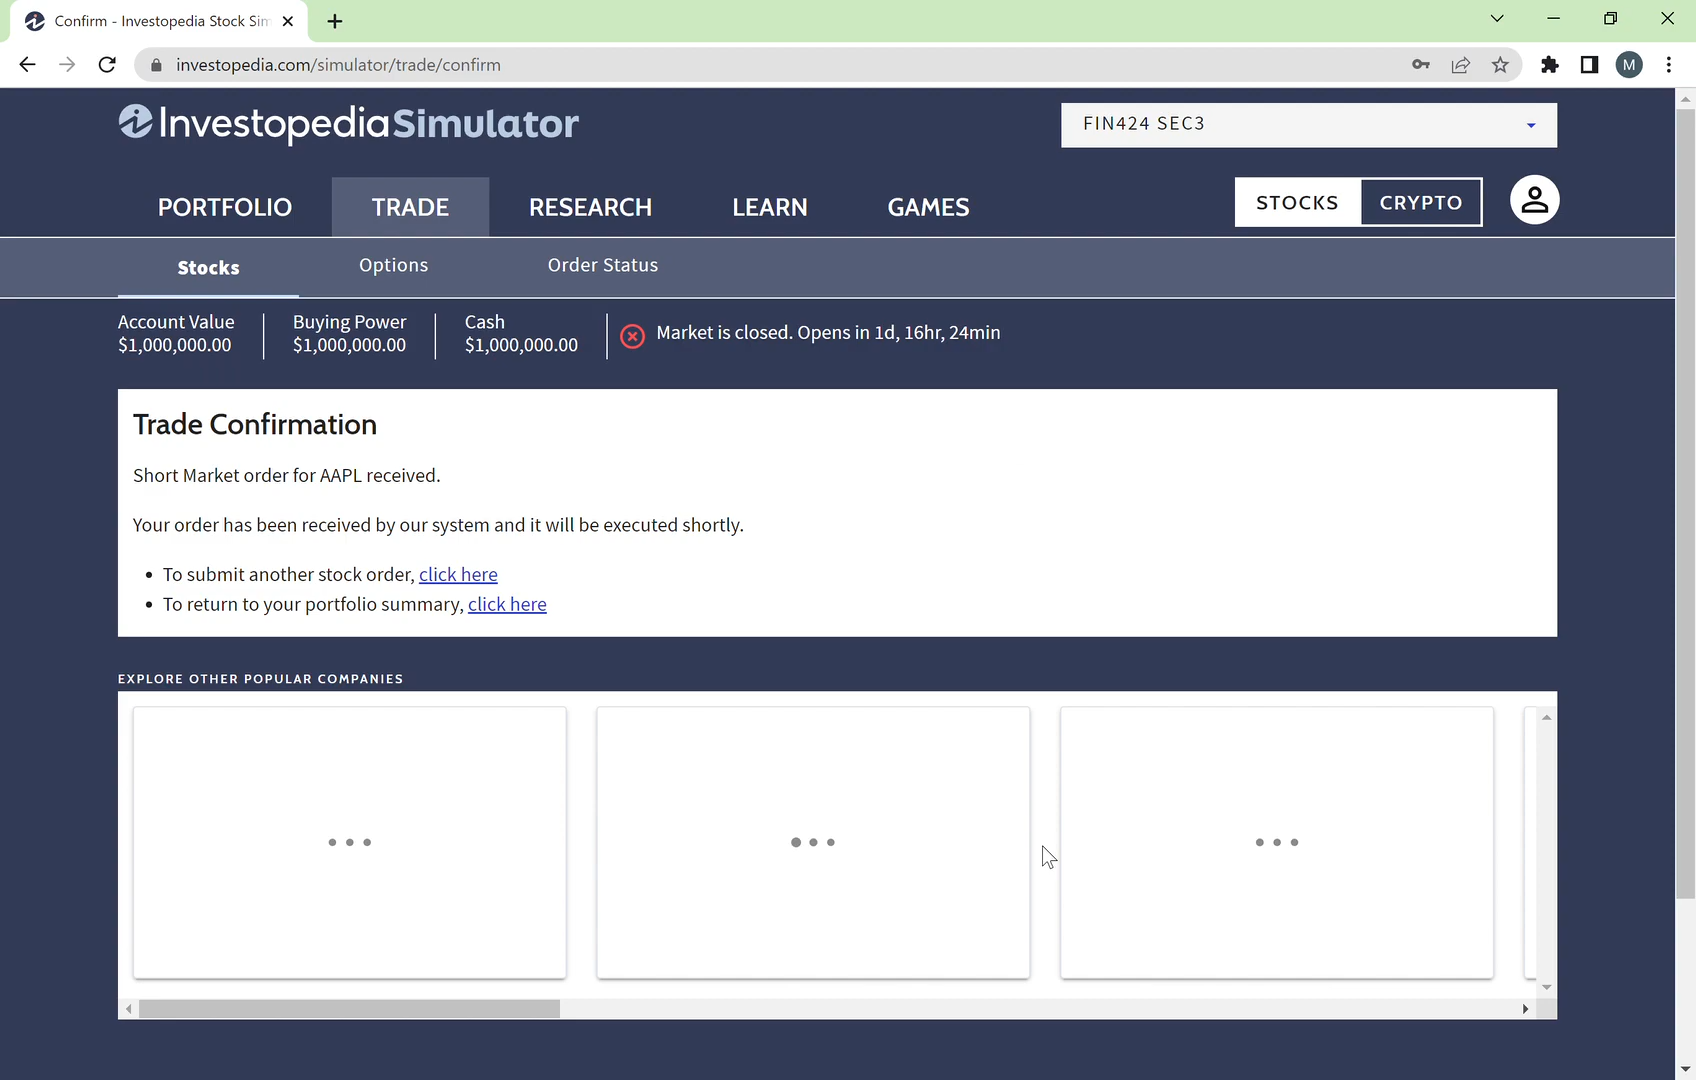 Confirm - Investopedia Stock Sim
investopedia.com/simulator/trade/confirm
M
Investopedia Simulator
FIN424 SEC3
PORTFOLIO
TRADE
RESEARCH
LEARN
GAMES
STOCKS
CRYPTO
Stocks
Options
Order Status
Account Value
$1,000,000.00
Buying Power
$1,000,000.00
Cash
$1,000,000.00
Market is closed. Opens in 1d, 16hr, 24min
Trade Confirmation
Short Market order for AAPL received.
Your order has been received by our system and it will be executed shortly.
• To submit another stock order, click here
• To return to your portfolio summary, click here
EXPLORE OTHER POPULAR COMPANIES